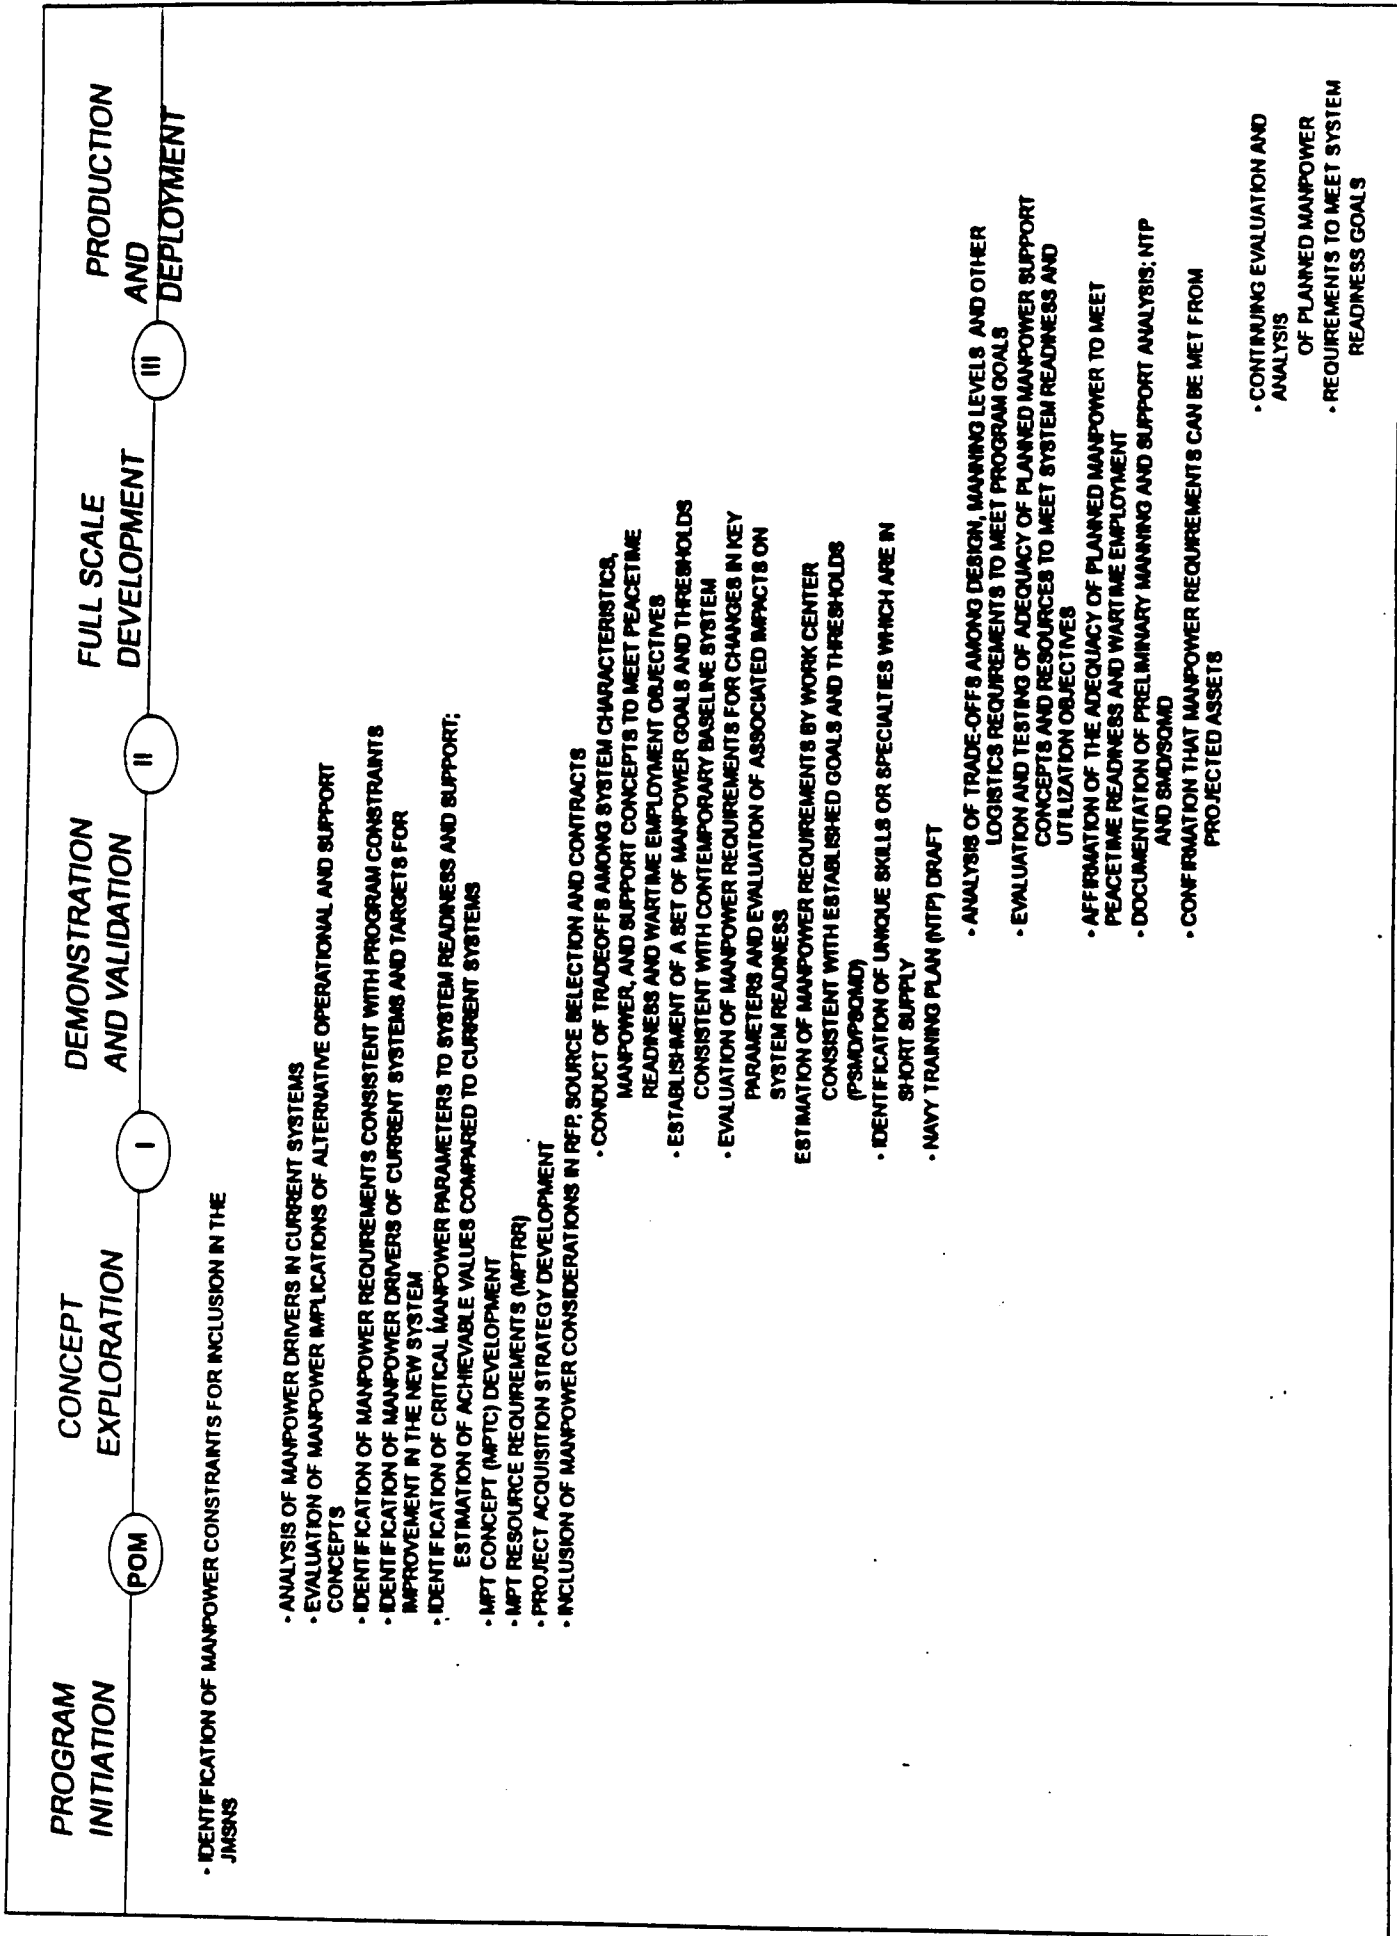 PROGRAM
INITIATION
POM
CONCEPT
EXPLORATION
I
DEMONSTRATION
AND VALIDATION
II
FULL SCALE
DEVELOPMENT
III
PRODUCTION
AND
DEPLOYMENT
• IDENTIFICATION OF MANPOWER CONSTRAINTS FOR INCLUSION IN THE
JMSNS
• ANALYSIS OF MANPOWER DRIVERS IN CURRENT SYSTEMS
• EVALUATION OF MANPOWER IMPLICATIONS OF ALTERNATIVE OPERATIONAL AND SUPPORT
CONCEPTS
• IDENTIFICATION OF MANPOWER REQUIREMENTS CONSISTENT WITH PROGRAM CONSTRAINTS
• IDENTIFICATION OF MANPOWER DRIVERS OF CURRENT SYSTEMS AND TARGETS FOR
IMPROVEMENT IN THE NEW SYSTEM
• IDENTIFICATION OF CRITICAL MANPOWER PARAMETERS TO SYSTEM READINESS AND SUPPORT;
ESTIMATION OF ACHIEVABLE VALUES COMPARED TO CURRENT SYSTEMS
• MPT CONCEPT (MPTC) DEVELOPMENT
• MPT RESOURCE REQUIREMENTS (MPTRR)
• PROJECT ACQUISITION STRATEGY DEVELOPMENT
• INCLUSION OF MANPOWER CONSIDERATIONS IN RFP, SOURCE SELECTION AND CONTRACTS
• CONDUCT OF TRADEOFFS AMONG SYSTEM CHARACTERISTICS,
MANPOWER, AND SUPPORT CONCEPTS TO MEET PEACETIME
READINESS AND WARTIME EMPLOYMENT OBJECTIVES
• ESTABLISHMENT OF A SET OF MANPOWER GOALS AND THRESHOLDS
CONSISTENT WITH CONTEMPORARY BASELINE SYSTEM
• EVALUATION OF MANPOWER REQUIREMENTS FOR CHANGES IN KEY
PARAMETERS AND EVALUATION OF ASSOCIATED IMPACTS ON
SYSTEM READINESS
ESTIMATION OF MANPOWER REQUIREMENTS BY WORK CENTER
CONSISTENT WITH ESTABLISHED GOALS AND THRESHOLDS
(PSMD/PSQMD)
• IDENTIFICATION OF UNIQUE SKILLS OR SPECIALTIES WHICH ARE IN
SHORT SUPPLY
• NAVY TRAINING PLAN (NTP) DRAFT
• ANALYSIS OF TRADE-OFFS AMONG DESIGN, MANNING LEVELS AND OTHER
LOGISTICS REQUIREMENTS TO MEET PROGRAM GOALS
• EVALUATION AND TESTING OF ADEQUACY OF PLANNED MANPOWER SUPPORT
CONCEPTS AND RESOURCES TO MEET SYSTEM READINESS AND
UTILIZATION OBJECTIVES
• AFFIRMATION OF THE ADEQUACY OF PLANNED MANPOWER TO MEET
PEACETIME READINESS AND WARTIME EMPLOYMENT
• DOCUMENTATION OF PRELIMINARY MANNING AND SUPPORT ANALYSIS; NTP
AND SMD/SQMD
• CONFIRMATION THAT MANPOWER REQUIREMENTS CAN BE MET FROM
PROJECTED ASSETS
• CONTINUING EVALUATION AND
ANALYSIS
OF PLANNED MANPOWER
• REQUIREMENTS TO MEET SYSTEM
READINESS GOALS